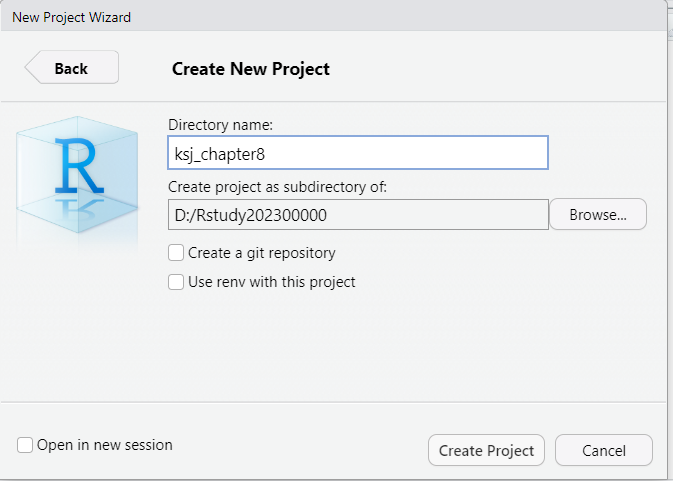 New Project Wizard
Back
Create New Project
R
Directory name:
ksj_chapter8
Create project as subdirectory of:
D:/Rstudy202300000
Browse...
Create a git repository
Use renv with this project
Open in new session
Create Project
Cancel